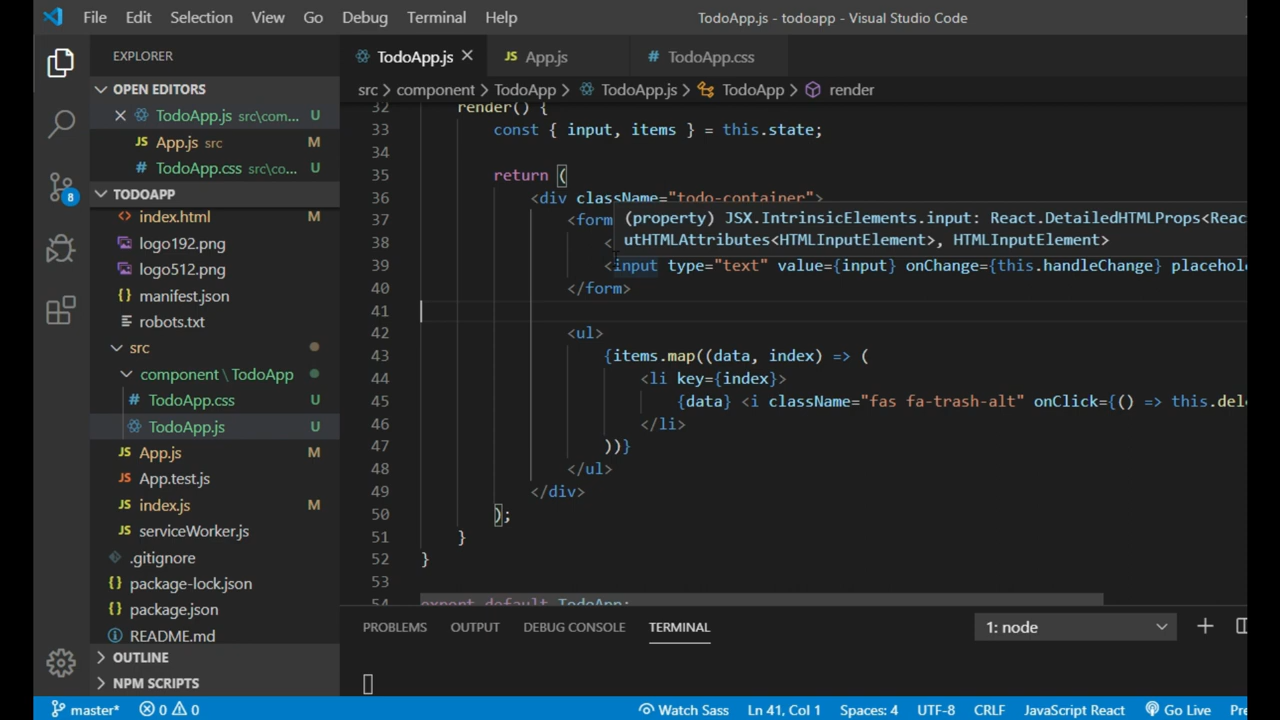 File Edit Selection View Go Debug Terminal Help TodoApp.js - todoapp - Visual Studio Code
EXPLORER
OPEN EDITORS
TodoApp.js src\com... U
App.js src M
TodoApp.css src\co... U
TODOAPP
index.html M
logo192.png
logo512.png
manifest.json
robots.txt
src
component \ TodoApp
TodoApp.css U
TodoApp.js U
App.js M
App.test.js
index.js M
serviceWorker.js
.gitignore
package-lock.json
package.json
README.md
OUTLINE
NPM SCRIPTS
8
TodoApp.js App.js TodoApp.css
src > component > TodoApp > TodoApp.js > TodoApp > render
32 render() {
33 const { input, items } = this.state;
34
35 return (
36 <div className="todo-container">
37 <form
(property) JSX.IntrinsicElements.input: React.DetailedHTMLProps<Reac
utHTMLAttributes<HTMLInputElement>, HTMLInputElement>
38 <
39 <input type="text" value={input} onChange={this.handleChange} placehol
40 </form>
41
42 <ul>
43 {items.map((data, index) => (
44 <li key={index}>
45 {data} <i className="fas fa-trash-alt" onClick={() => this.del
46 </li>
47 ))}
48 </ul>
49 </div>
50 );
51 }
52 }
53
54 export default TodoApp;
PROBLEMS OUTPUT DEBUG CONSOLE TERMINAL 1: node
master* 0 0 Watch Sass Ln 41, Col 1 Spaces: 4 UTF-8 CRLF JavaScript React Go Live Pre